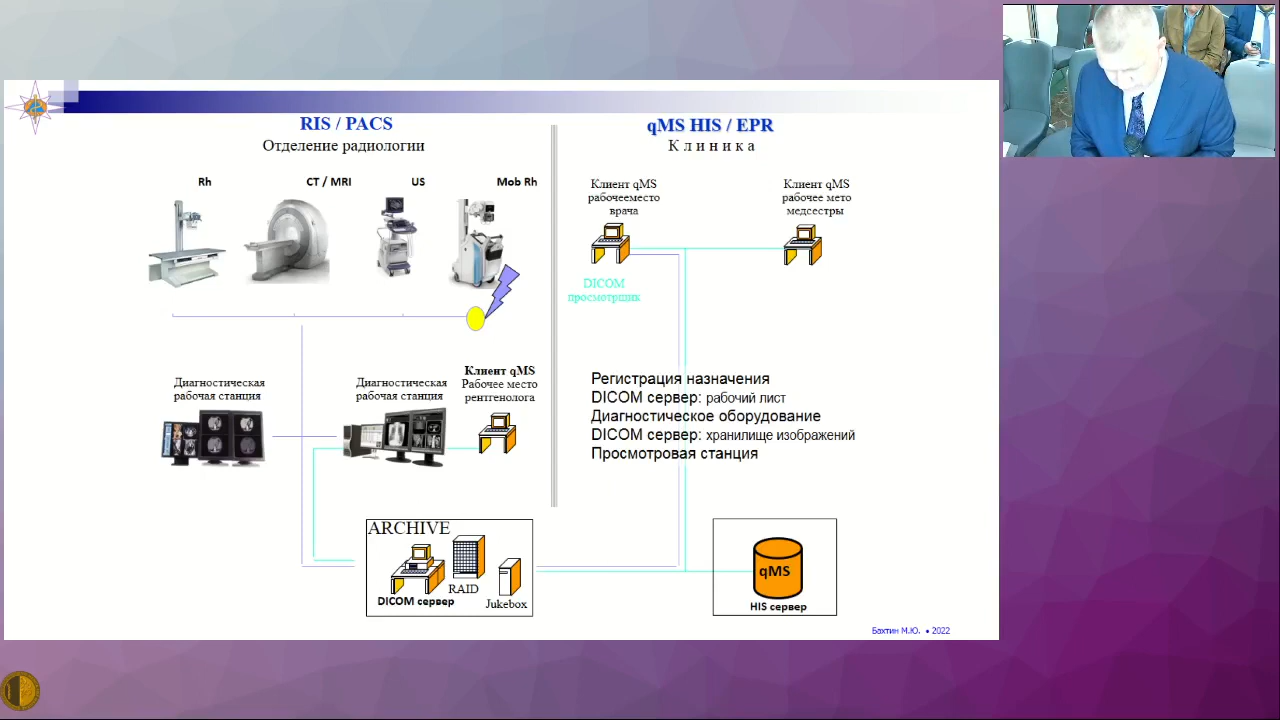 RIS / PACS
Отделение радиологии
Rh
CT / MRI
US
Mob Rh
Диагностическая
рабочая станция
Диагностическая
рабочая станция
Клиент qMS
Рабочее место
рентгенолога
ARCHIVE
RAID
DICOM сервер
Jukebox
qMS HIS / EPR
К л и н и к а
Клиент qMS
рабочееместо
врача
Клиент qMS
рабочее мето
медсестры
DICOM
просмотрщик
Регистрация назначения
DICOM сервер: рабочий лист
Диагностическое оборудование
DICOM сервер: хранилище изображений
Просмотровая станция
qMS
HIS сервер
Бахтин М.Ю. • 2022